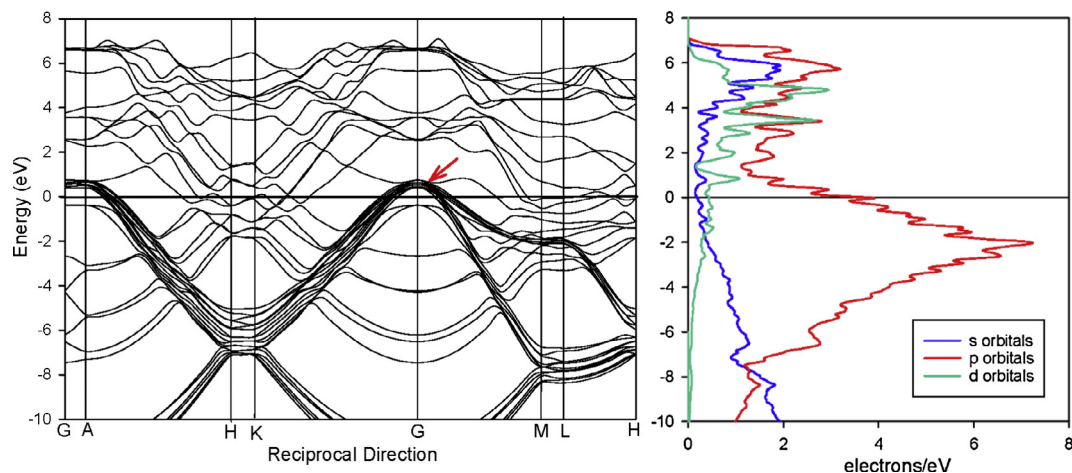 8
6
4
2
0
-2
-4
-6
-8
-10
Energy (eV)
G A H K G M L H
Reciprocal Direction
8
6
4
2
0
-2
-4
-6
-8
-10
s orbitals
p orbitals
d orbitals
0 2 4 6 8
electrons/eV